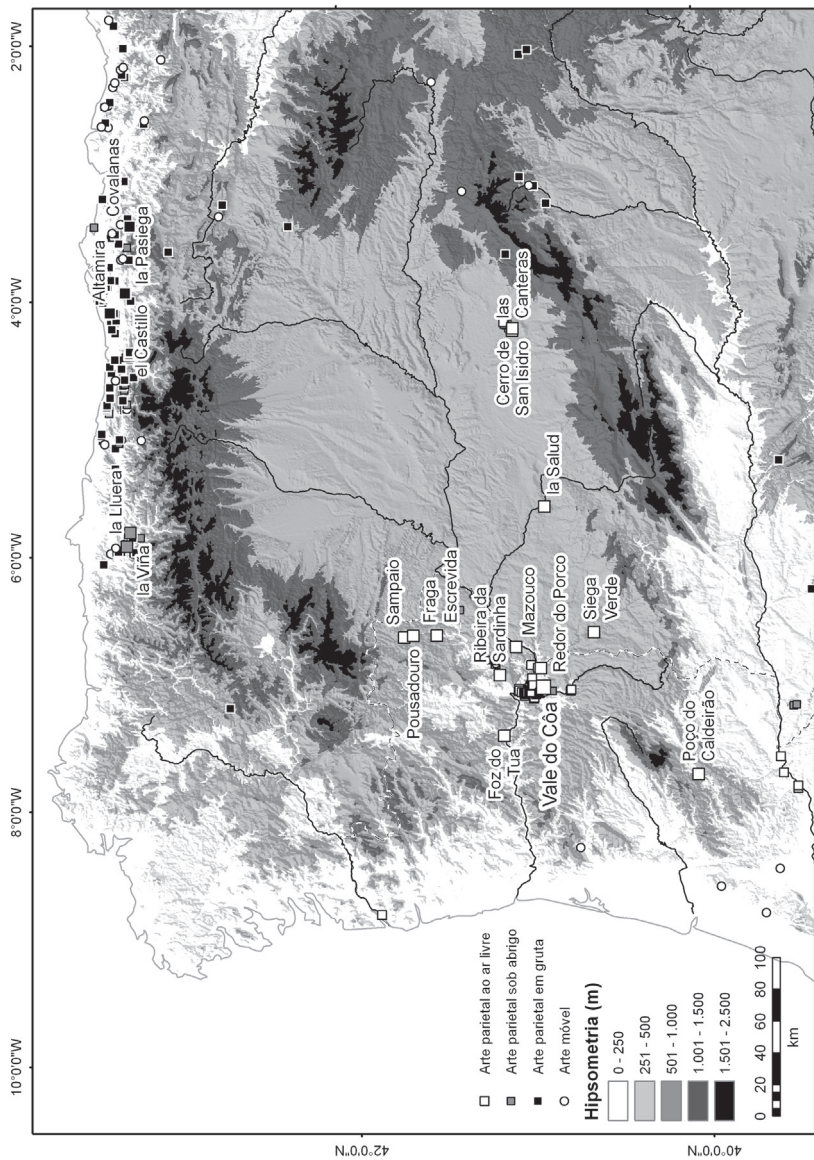 10°0'0"W
8°0'0"W
6°0'0"W
4°0'0"W
2°0'0"W
42°0'0"N
40°0'0"N
la Viña
la Lluera
el Castillo
Altamira
la Pasiega
Covalanas
Sampaio
Pousadouro
Fraga
Escrevida
Ribeira da
Sardinha
Mazouco
Foz do
Tua
Vale do Côa
Redor do Porco
Siega
Verde
la Salud
Cerro de
San Isidro
las
Canteras
Poço do
Caldeirão
Arte parietal ao ar livre
Arte parietal sob abrigo
Arte parietal em gruta
Arte móvel
Hipsometria (m)
0 - 250
251 - 500
501 - 1.000
1.001 - 1.500
1.501 - 2.500
0 20 40 60 80 100
km